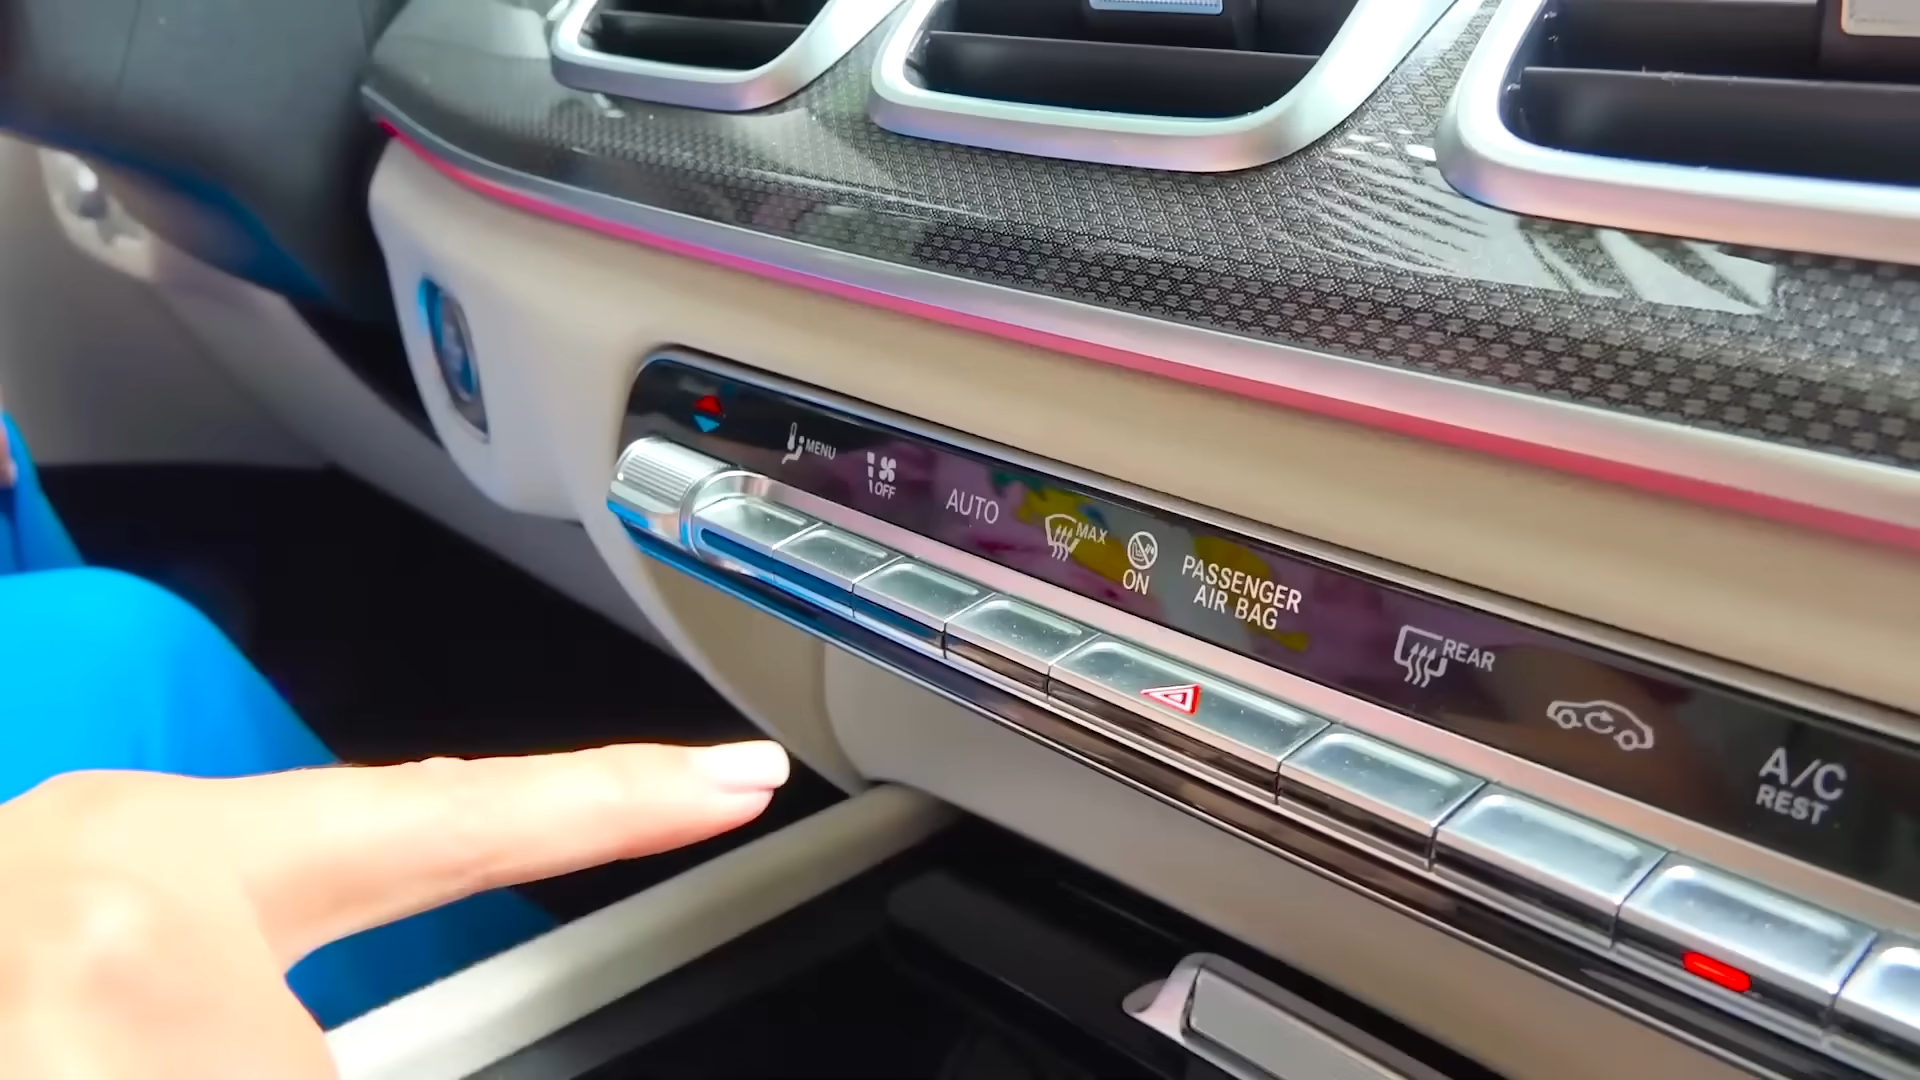 MENU
OFF
AUTO
MAX
ON
PASSENGER
AIR BAG
REAR
A/C
REST